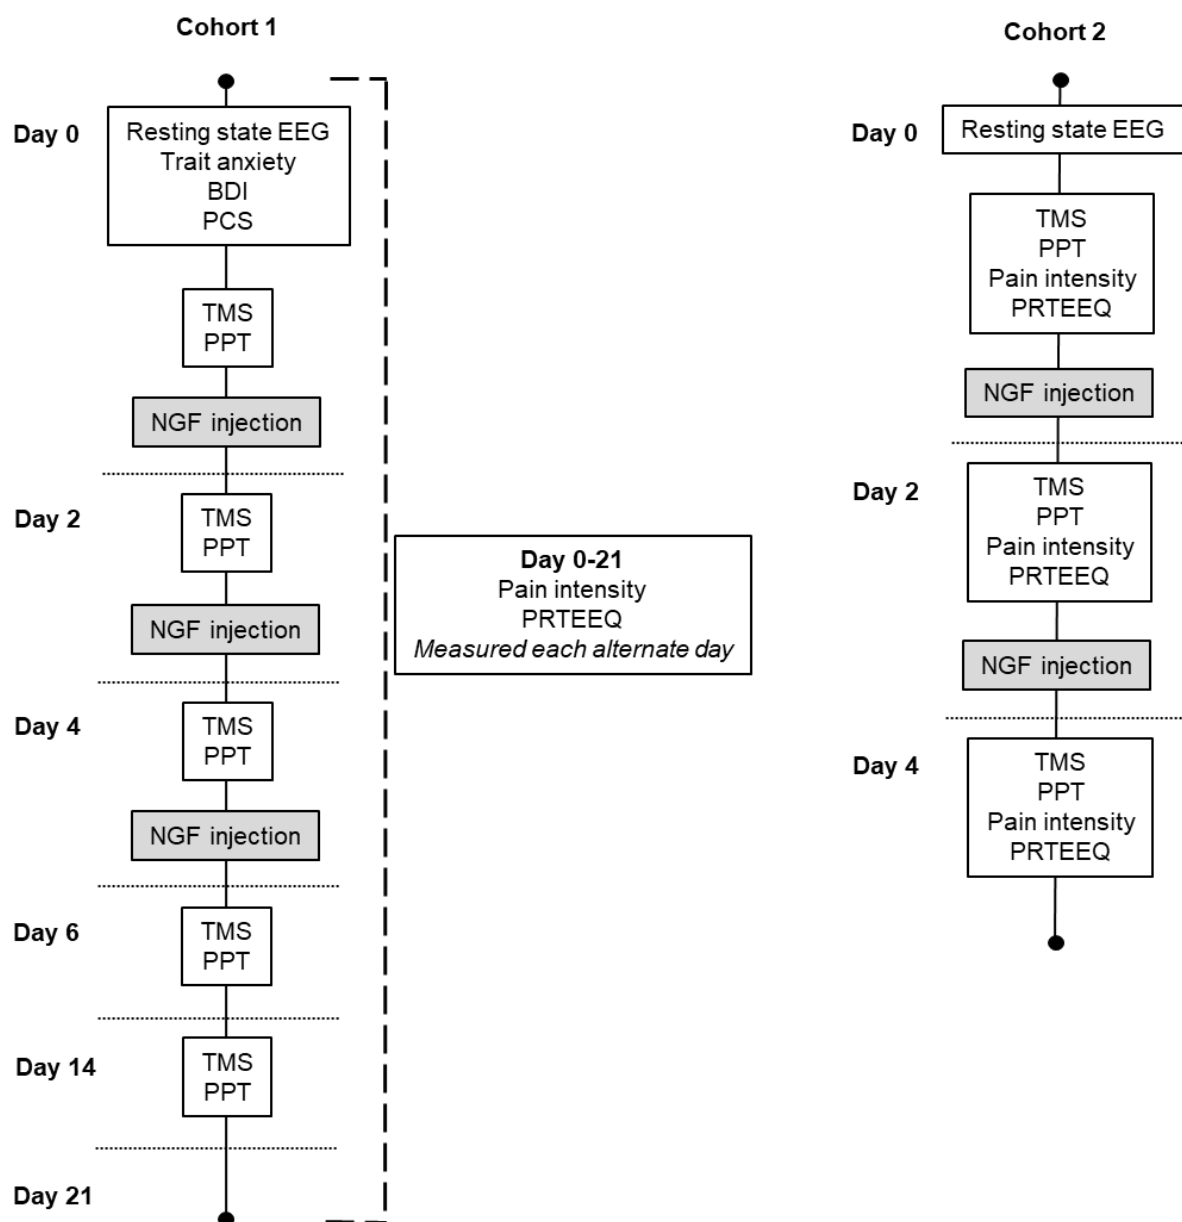 Cohort 1
Day 0
Resting state EEG
Trait anxiety
BDI
PCS
TMS
PPT
NGF injection
Day 2
TMS
PPT
NGF injection
Day 4
TMS
PPT
NGF injection
Day 6
TMS
PPT
Day 14
TMS
PPT
Day 21
Day 0-21
Pain intensity
PRTEEQ
Measured each alternate day
Cohort 2
Day 0
Resting state EEG
TMS
PPT
Pain intensity
PRTEEQ
NGF injection
Day 2
TMS
PPT
Pain intensity
PRTEEQ
NGF injection
Day 4
TMS
PPT
Pain intensity
PRTEEQ